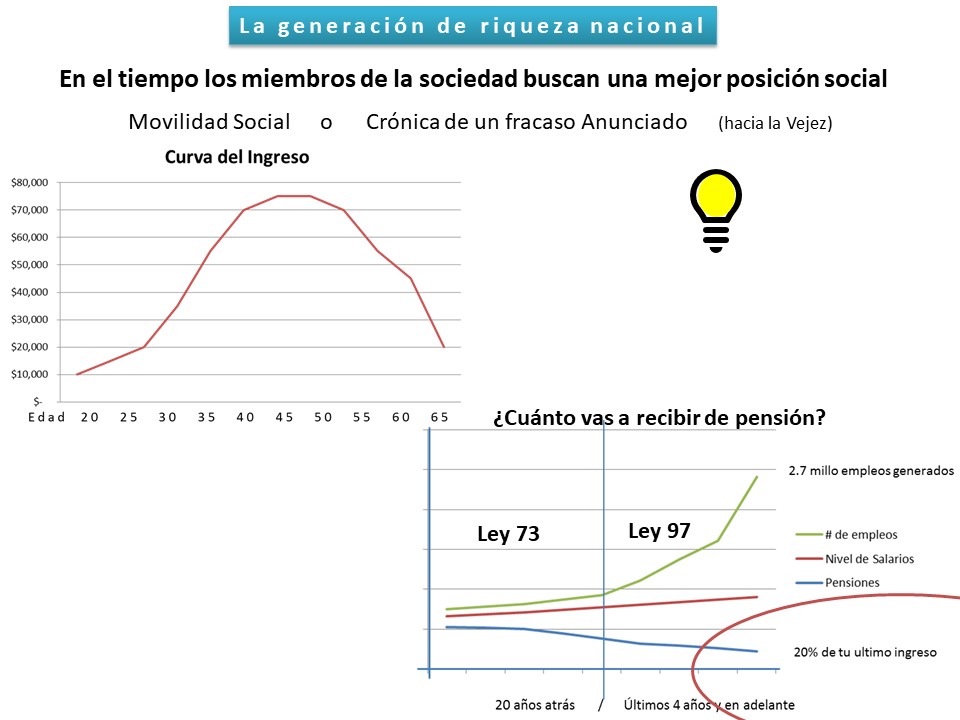 La generación de riqueza nacional
En el tiempo los miembros de la sociedad buscan una mejor posición social
Movilidad Social o Crónica de un fracaso Anunciado (hacia la Vejez)
Curva del Ingreso
$80,000
$70,000
$60,000
$50,000
$40,000
$30,000
$20,000
$10,000
$-
Edad 20 25 30 35 40 45 50 55 60 65
¿Cuánto vas a recibir de pensión?
2.7 millo empleos generados
Ley 73
Ley 97
# de empleos
Nivel de Salarios
Pensiones
20% de tu ultimo ingreso
20 años atrás / Últimos 4 años y en adelante